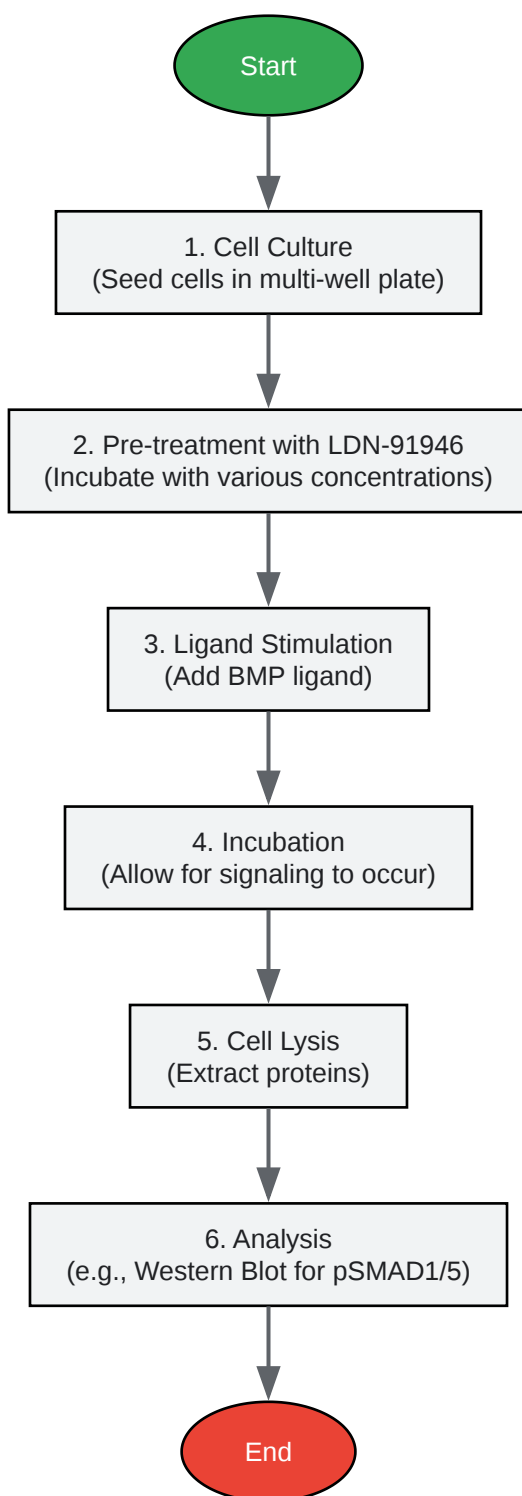 Start
1. Cell Culture
(Seed cells in multi-well plate)
2. Pre-treatment with LDN-91946
(Incubate with various concentrations)
3. Ligand Stimulation
(Add BMP ligand)
4. Incubation
(Allow for signaling to occur)
5. Cell Lysis
(Extract proteins)
6. Analysis
(e.g., Western Blot for pSMAD1/5)
End